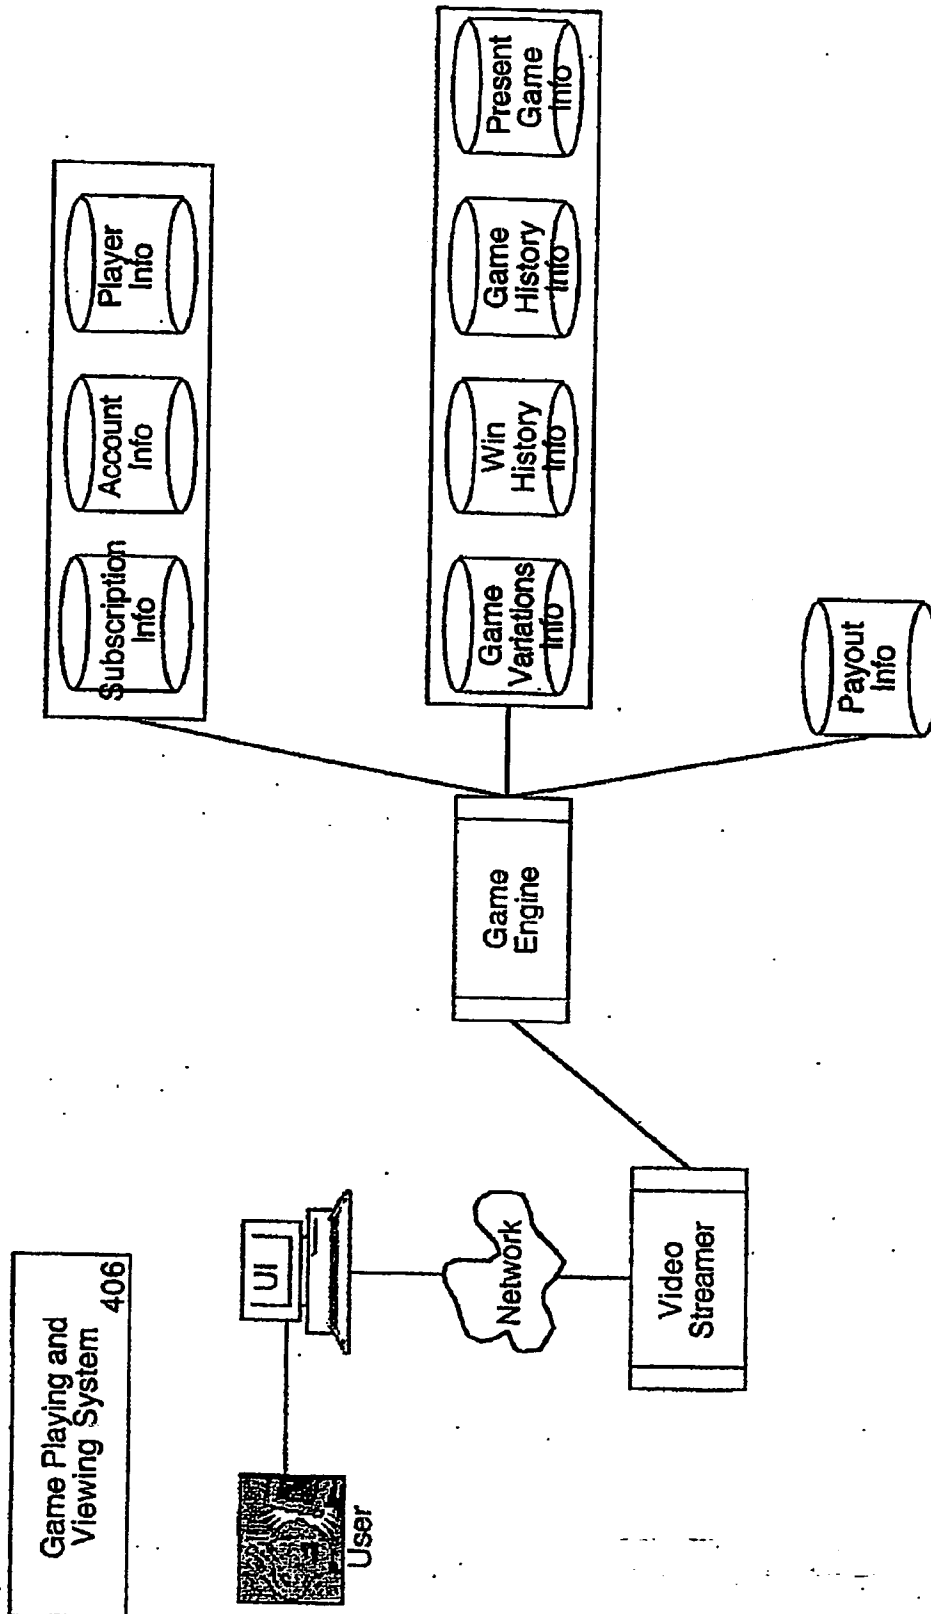 Game Playing and
Viewing System
406
User
UI
Network
Video
Streamer
Game
Engine
Subscription
Info
Account
Info
Player
Info
Game
Variations
Info
Win
History
Info
Game
History
Info
Present
Game
Info
Payout
Info